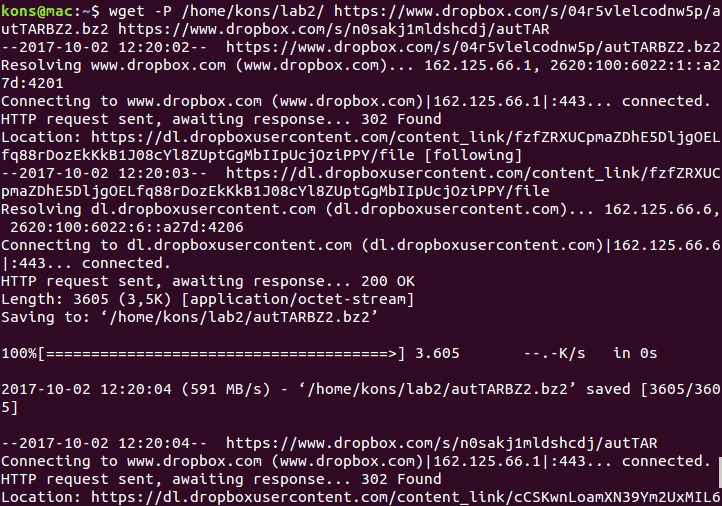 kons@mac:~$ wget -P /home/kons/lab2/ https://www.dropbox.com/s/04r5vlelcodnw5p/a
utTARBZ2.bz2 https://www.dropbox.com/s/n0sakj1mldshcdj/autTAR
--2017-10-02 12:20:02--  https://www.dropbox.com/s/04r5vlelcodnw5p/autTARBZ2.bz2
Resolving www.dropbox.com (www.dropbox.com)... 162.125.66.1, 2620:100:6022:1::a2
7d:4201
Connecting to www.dropbox.com (www.dropbox.com)|162.125.66.1|:443... connected.
HTTP request sent, awaiting response... 302 Found
Location: https://dl.dropboxusercontent.com/content_link/fzfZRXUCpmaZDhE5DljgOEL
fq88rDozEkKkB1J08cYl8ZUptGgMbIIpUcjOziPPY/file [following]
--2017-10-02 12:20:03--  https://dl.dropboxusercontent.com/content_link/fzfZRXUC
pmaZDhE5DljgOELfq88rDozEkKkB1J08cYl8ZUptGgMbIIpUcjOziPPY/file
Resolving dl.dropboxusercontent.com (dl.dropboxusercontent.com)... 162.125.66.6,
 2620:100:6022:6::a27d:4206
Connecting to dl.dropboxusercontent.com (dl.dropboxusercontent.com)|162.125.66.6
|:443... connected.
HTTP request sent, awaiting response... 200 OK
Length: 3605 (3,5K) [application/octet-stream]
Saving to: ‘/home/kons/lab2/autTARBZ2.bz2’
100%[======================================>] 3.605       --.-K/s   in 0s
2017-10-02 12:20:04 (591 MB/s) - ‘/home/kons/lab2/autTARBZ2.bz2’ saved [3605/360
5]
--2017-10-02 12:20:04--  https://www.dropbox.com/s/n0sakj1mldshcdj/autTAR
Connecting to www.dropbox.com (www.dropbox.com)|162.125.66.1|:443... connected.
HTTP request sent, awaiting response... 302 Found
Location: https://dl.dropboxusercontent.com/content_link/cCSKwnLoamXN39Ym2UxMIL6